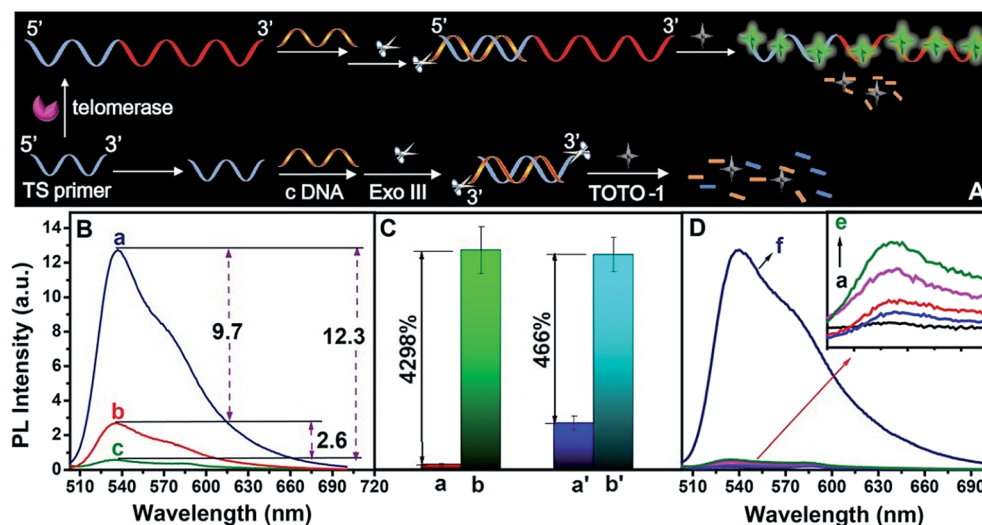 5' 3' 5' 3'
telomerase
5' 3' 3'
TS primer c DNA Exo III 3' TOTO -1 A
B C D
PL Intensity (a.u.)
14
12
10
8
6
4
2
0
a
b
c
9.7
12.3
2.6
510 540 570 600 630 660 690 720
Wavelength (nm)
4298%
466%
a b a' b'
f
e
a
510 540 570 600 630 660 690
Wavelength (nm)